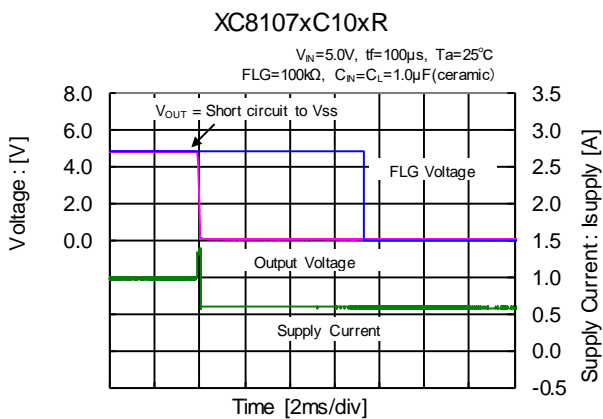 XC8107xC10xR
VIN=5.0V, tf=100μs, Ta=25℃
FLG=100kΩ, CIN=CL=1.0μF(ceramic)
8.0
6.0
4.0
2.0
0.0
Voltage : [V]
VOUT = Short circuit to Vss
FLG Voltage
Output Voltage
Supply Current
3.5
3.0
2.5
2.0
1.5
1.0
0.5
0.0
-0.5
Supply Current: Isupply [A]
Time [2ms/div]